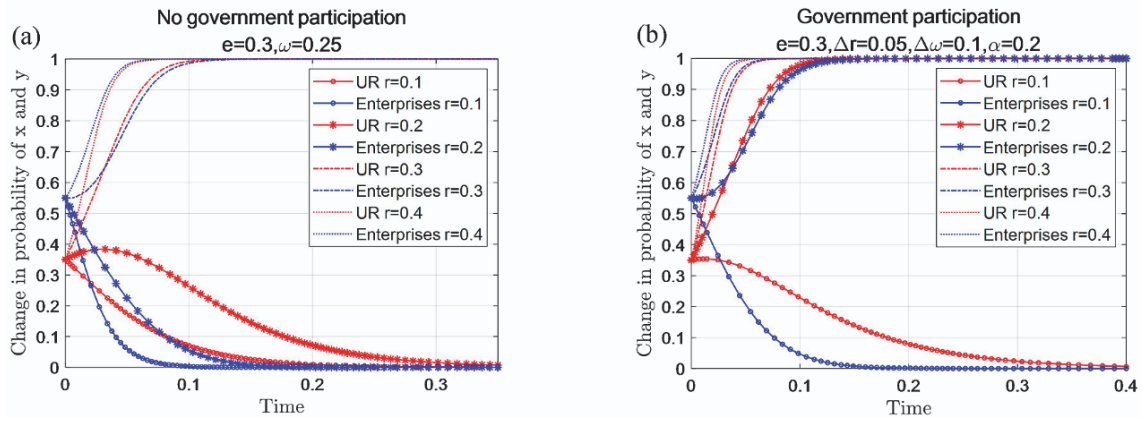 (a)
No government participation
e=0.3,ω=0.25
Change in probability of x and y
1
0.9
0.8
0.7
0.6
0.5
0.4
0.3
0.2
0.1
0
UR r=0.1
Enterprises r=0.1
UR r=0.2
Enterprises r=0.2
UR r=0.3
Enterprises r=0.3
UR r=0.4
Enterprises r=0.4
0 0.1 0.2 0.3
Time
(b)
Government participation
e=0.3,Δr=0.05,Δω=0.1,α=0.2
Change in probability of x and y
1
0.9
0.8
0.7
0.6
0.5
0.4
0.3
0.2
0.1
0
UR r=0.1
Enterprises r=0.1
UR r=0.2
Enterprises r=0.2
UR r=0.3
Enterprises r=0.3
UR r=0.4
Enterprises r=0.4
0 0.1 0.2 0.3 0.4
Time